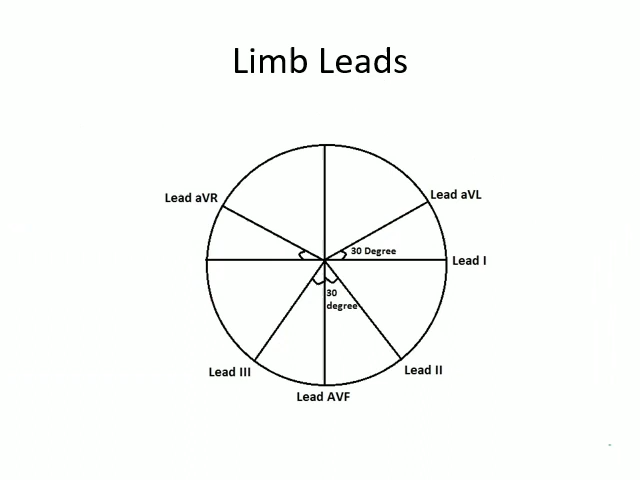 Limb Leads
Lead aVR
Lead aVL
30 Degree
Lead I
30
degree
Lead III
Lead II
Lead AVF